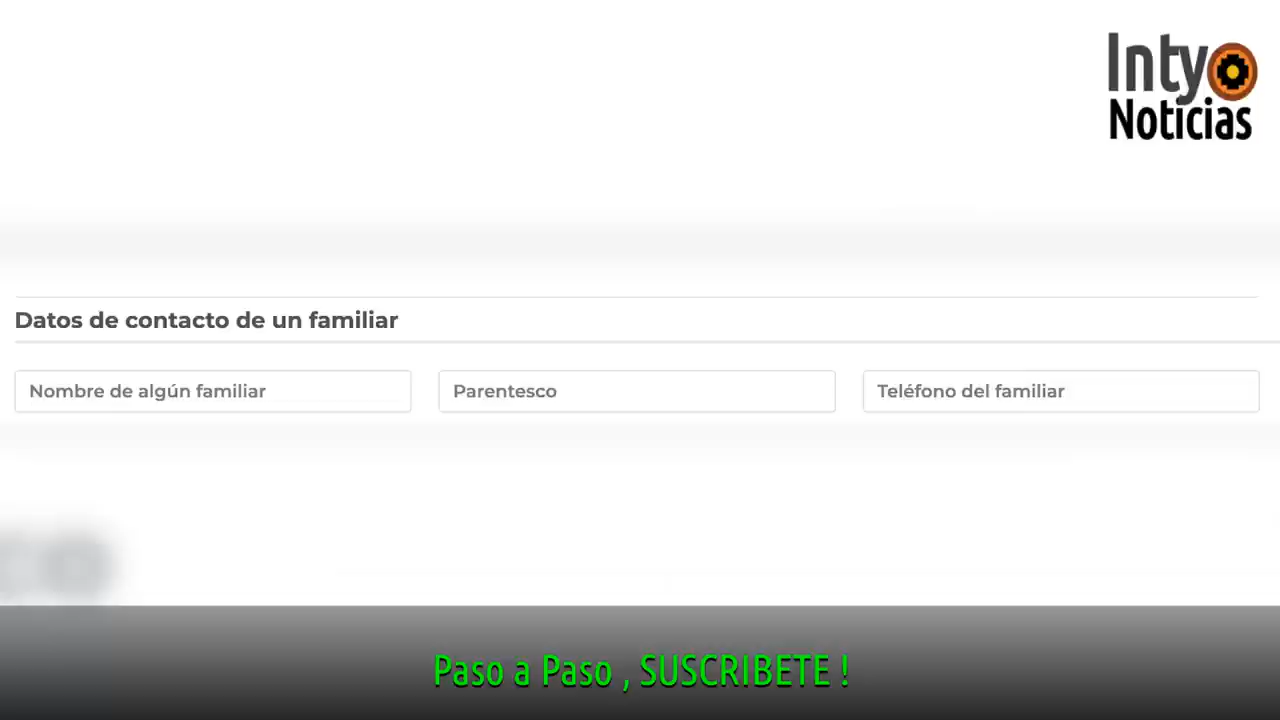 Inty
Noticias
Datos de contacto de un familiar
Nombre de algún familiar
Parentesco
Teléfono del familiar
Paso a Paso , SUSCRIBETE !